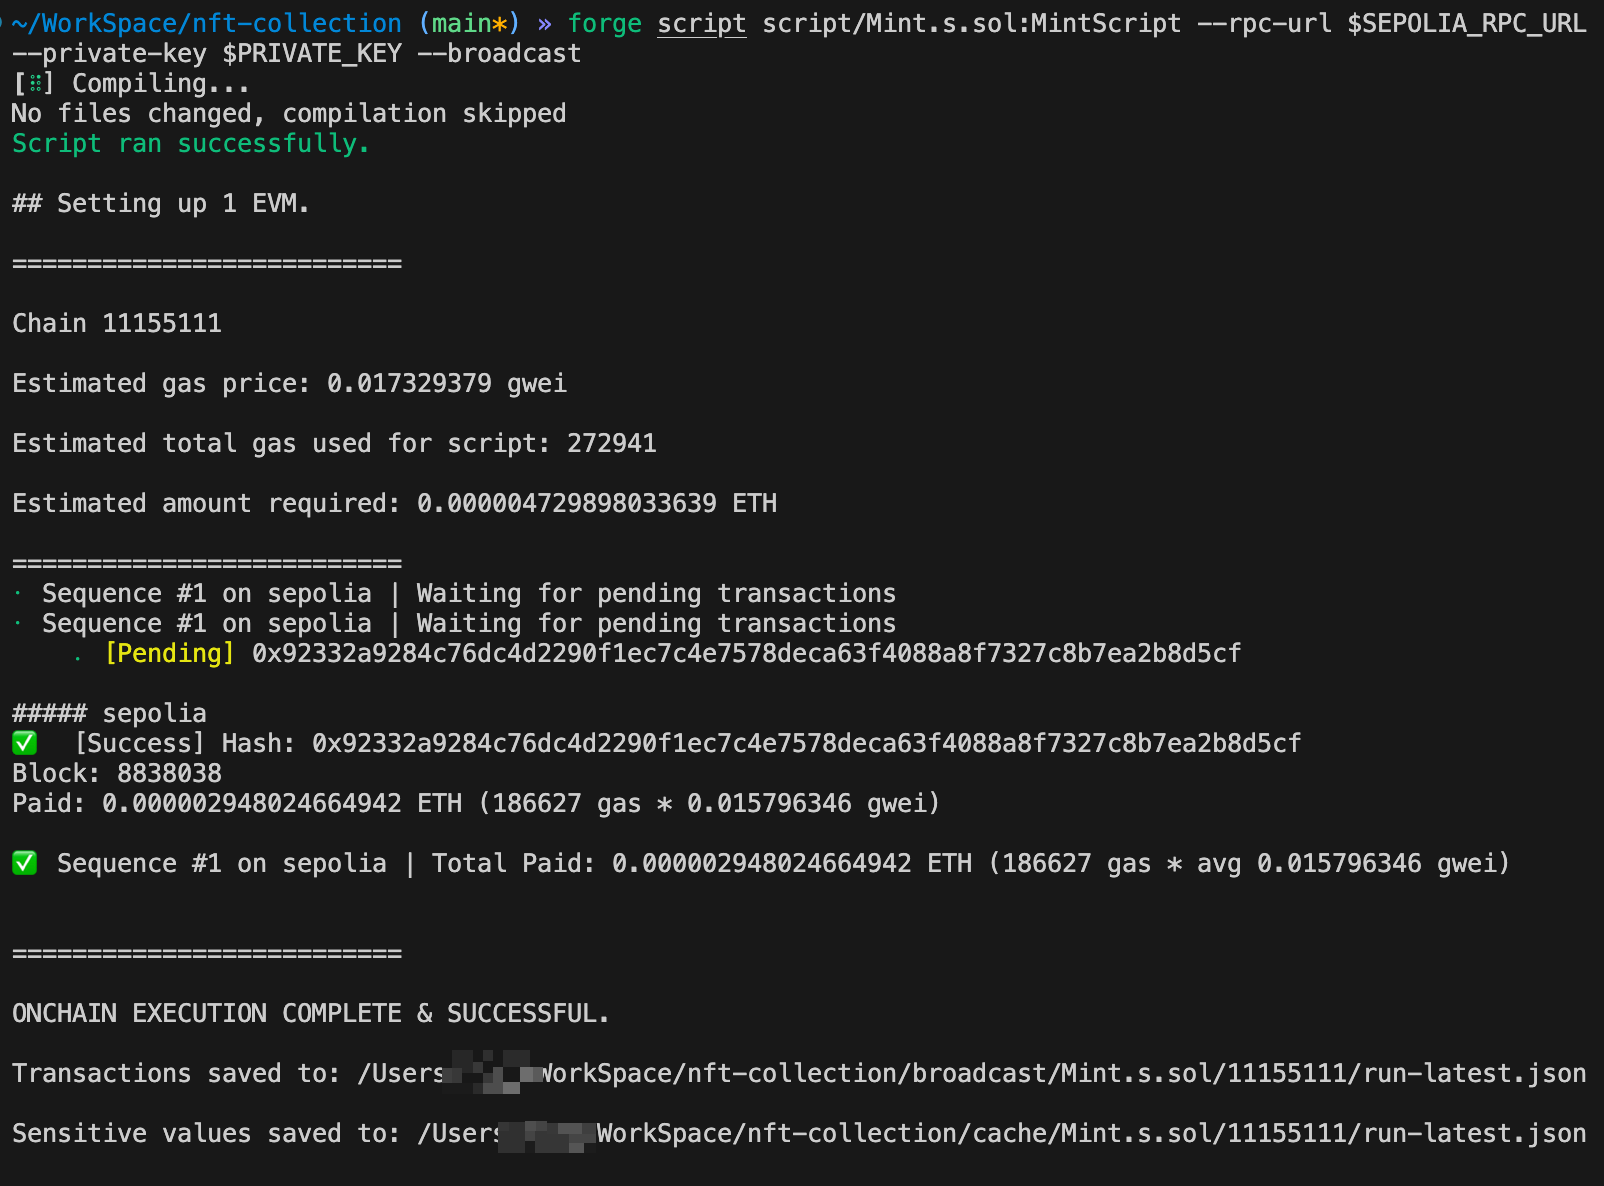 ~/WorkSpace/nft-collection (main*) » forge script script/Mint.s.sol:MintScript --rpc-url $SEPOLIA_RPC_URL
--private-key $PRIVATE_KEY --broadcast
[⠿] Compiling...
No files changed, compilation skipped
Script ran successfully.
## Setting up 1 EVM.
==========================
Chain 11155111
Estimated gas price: 0.017329379 gwei
Estimated total gas used for script: 272941
Estimated amount required: 0.000004729898033639 ETH
==========================
· Sequence #1 on sepolia | Waiting for pending transactions
· Sequence #1 on sepolia | Waiting for pending transactions
. [Pending] 0x92332a9284c76dc4d2290f1ec7c4e7578deca63f4088a8f7327c8b7ea2b8d5cf
##### sepolia
✅ [Success] Hash: 0x92332a9284c76dc4d2290f1ec7c4e7578deca63f4088a8f7327c8b7ea2b8d5cf
Block: 8838038
Paid: 0.000002948024664942 ETH (186627 gas * 0.015796346 gwei)
✅ Sequence #1 on sepolia | Total Paid: 0.000002948024664942 ETH (186627 gas * avg 0.015796346 gwei)
==========================
ONCHAIN EXECUTION COMPLETE & SUCCESSFUL.
Transactions saved to: /Users WorkSpace/nft-collection/broadcast/Mint.s.sol/11155111/run-latest.json
Sensitive values saved to: /Users WorkSpace/nft-collection/cache/Mint.s.sol/11155111/run-latest.json